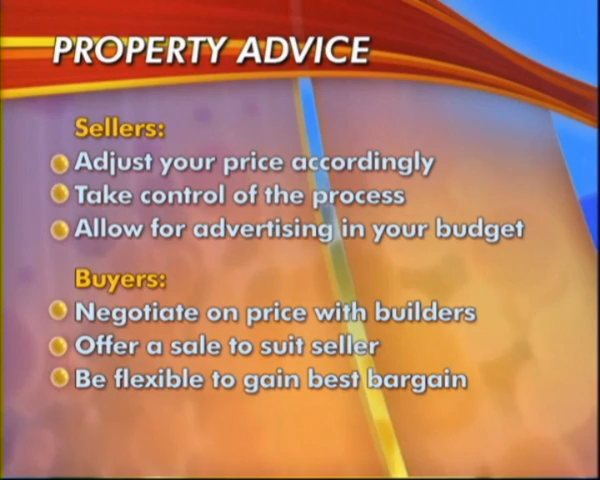 PROPERTY ADVICE
Sellers:
Adjust your price accordingly
Take control of the process
Allow for advertising in your budget
Buyers:
Negotiate on price with builders
Offer a sale to suit seller
Be flexible to gain best bargain